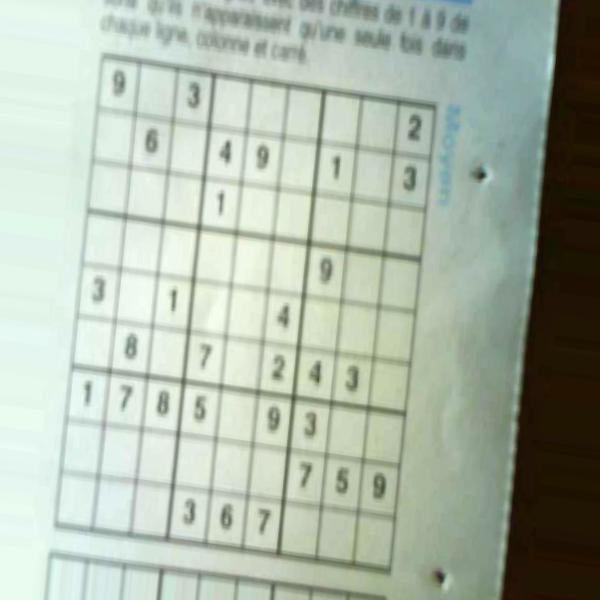 avec des chiffres de 1 à 9 de
sorte qu'ils n'apparaissent qu'une seule fois dans
chaque ligne, colonne et carré.
Moyen
9 3 2
6 4 9 1 3
1
9
3 1 4
8 7 2 4 3
1 7 8 5 9 3
7 5 9
3 6 7